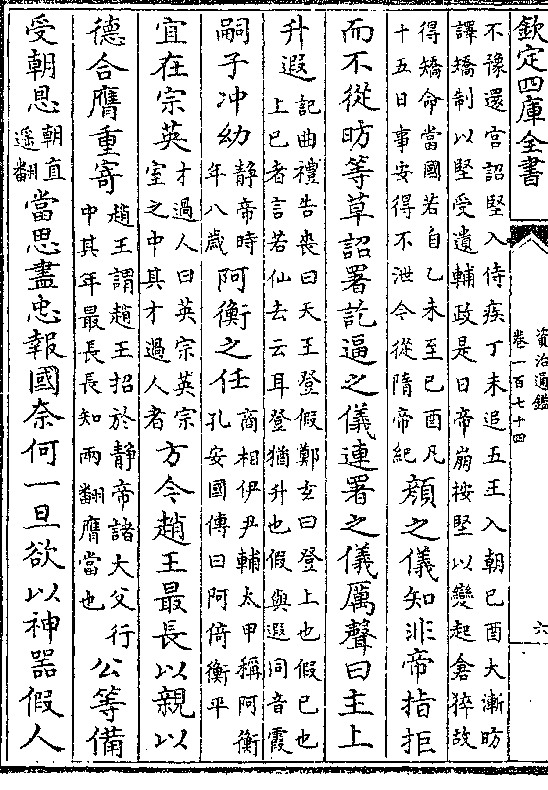 欽定四庫全書
資治通鑑
卷一百七十四
六
不豫還宮詔堅入侍疾丁未追五王入朝已酉大漸昉
譯矯制以堅受遺輔政是日帝崩按堅以變起倉猝故
得矯命當國若自乙未至已酉凡
十五日事安得不泄今從隋帝紀
顔之儀知非帝指拒
而不從昉等草詔署訖逼之儀連署之儀厲聲曰主上
升遐
記曲禮告喪曰天王登假鄭玄曰登上也假已也
上已者言若仙去云耳登猶升也假與遐同音霞
嗣子冲幼
靜帝時
年八歲
阿衡之任
商相伊尹輔太甲稱阿衡
孔安國傳曰阿倚衡平
宜在宗英
才過人曰英宗英宗
室之中其才過人者
方今趙王最長以親以
德合膺重寄
趙王謂趙王招於靜帝諸大父行
中其年最長長知兩翻膺當也
公等備
受朝恩
朝直
遥翻
當思盡忠報國奈何一旦欲以神器假人